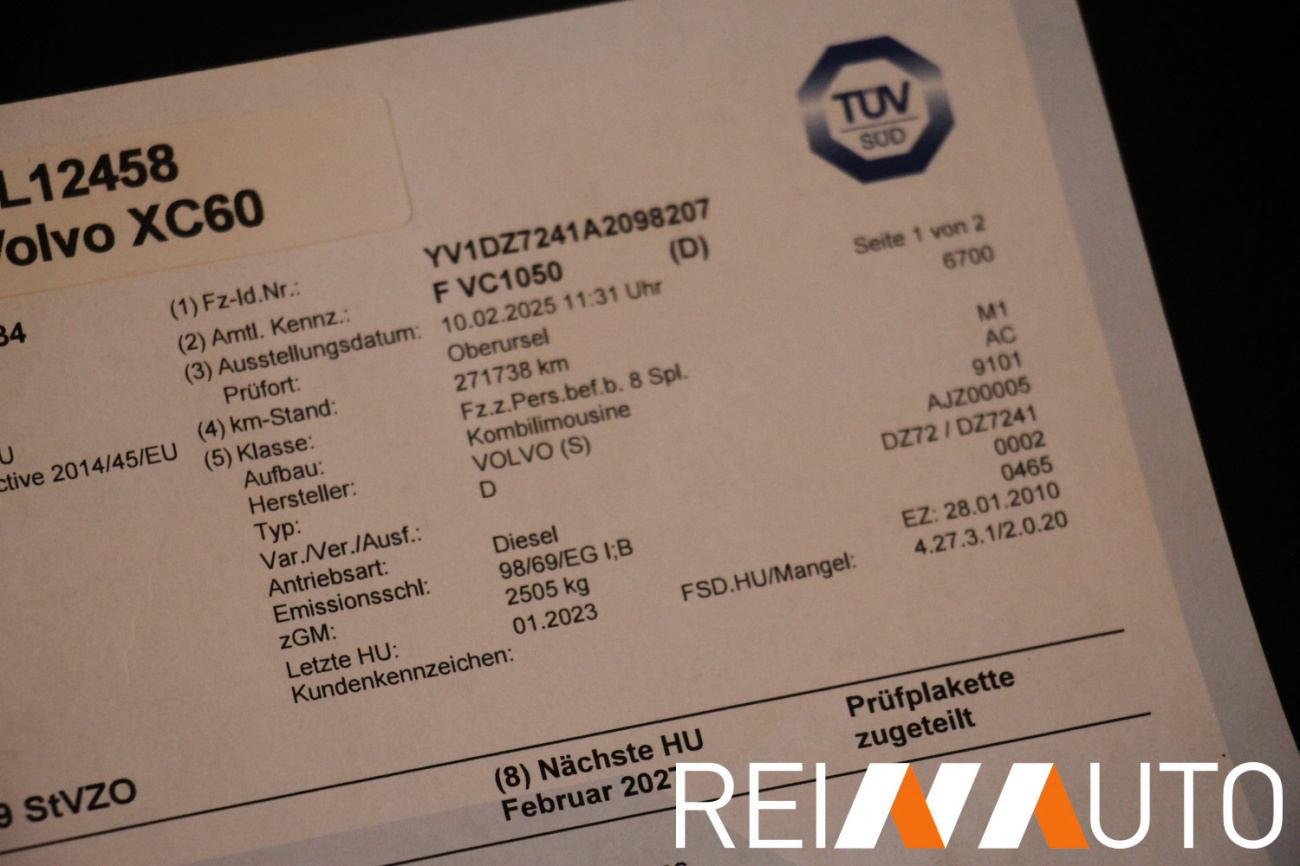 L12458
Volvo XC60
TÜV
SÜD
34
(1) Fz-Id.Nr.: YV1DZ7241A2098207
(2) Amtl. Kennz.: F VC1050 (D) Seite 1 von 2
(3) Ausstellungsdatum: 10.02.2025 11:31 Uhr 6700
Prüfort: Oberursel
(4) km-Stand: 271738 km M1
(5) Klasse: Fz.z.Pers.bef.b. 8 Spl. AC
Aufbau: Kombilimousine 9101
Hersteller: VOLVO (S) AJZ00005
Typ: D DZ72 / DZ7241
Var./Ver./Ausf.: 0002
Antriebsart: Diesel 0465
Emissionsschl: 98/69/EG I;B EZ: 28.01.2010
zGM: 2505 kg FSD.HU/Mangel: 4.27.3.1/2.0.20
Letzte HU: 01.2023
Kundenkennzeichen:
U
ctive 2014/45/EU
9 StVZO
(8) Nächste HU
Februar 202
Prüfplakette
zugeteilt
REINAUTO